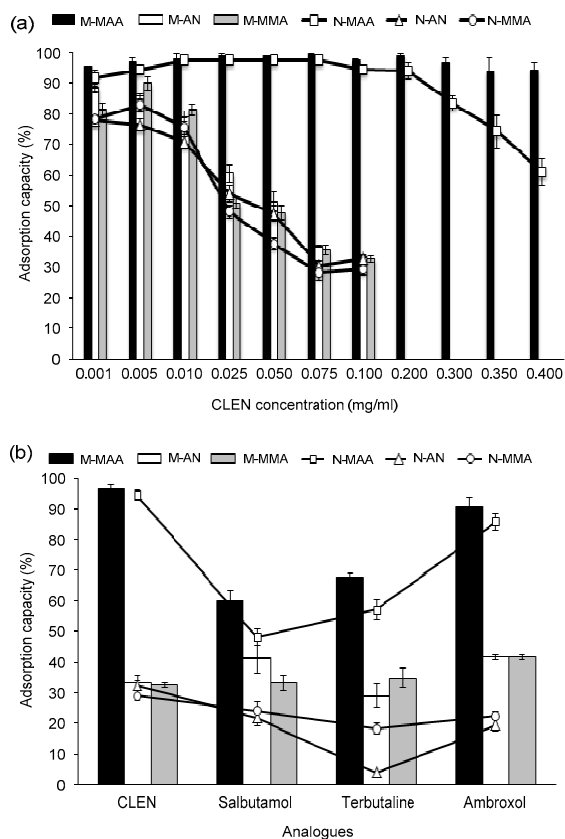 (a)
M-MAA M-AN M-MMA N-MAA N-AN N-MMA
Adsorption capacity (%)
100
90
80
70
60
50
40
30
20
10
0
0.001 0.005 0.010 0.025 0.050 0.075 0.100 0.200 0.300 0.350 0.400
CLEN concentration (mg/ml)
(b)
M-MAA M-AN M-MMA N-MAA N-AN N-MMA
Adsorption capacity (%)
100
90
80
70
60
50
40
30
20
10
0
CLEN Salbutamol Terbutaline Ambroxol
Analogues